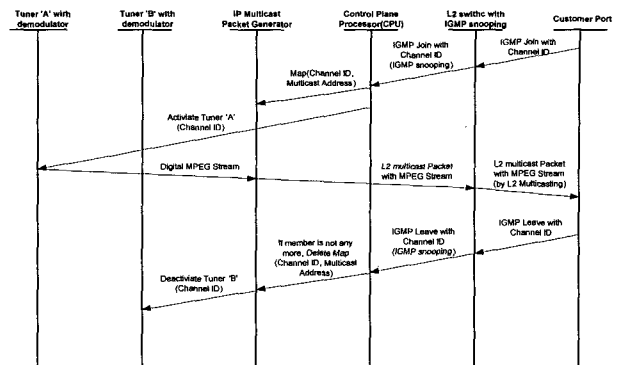 Tuner 'A' wirh
demodulator
Tuner 'B' with
demodulator
IP Multicast
Packet Generator
Control Plane
Processor(CPU)
L2 swithc with
IGMP snooping
Customer Port
IGMP Join with
Channel ID
IGMP Join with
Channel ID
(IGMP snooping)
Map(Channel ID,
Multicast Address)
Activiate Tuner 'A'
(Channel ID)
Digital MPEG Stream
L2 multicast Packet
with MPEG Stream
L2 multicast Packet
with MPEG Stream
(by L2 Multicasting)
IGMP Leave with
Channel ID
IGMP Leave with
Channel ID
(IGMP snooping)
'If member is not any
more, Delete Map
(Channel ID, Multicast
Address)
Deactiviate Tuner 'B'
(Channel ID)